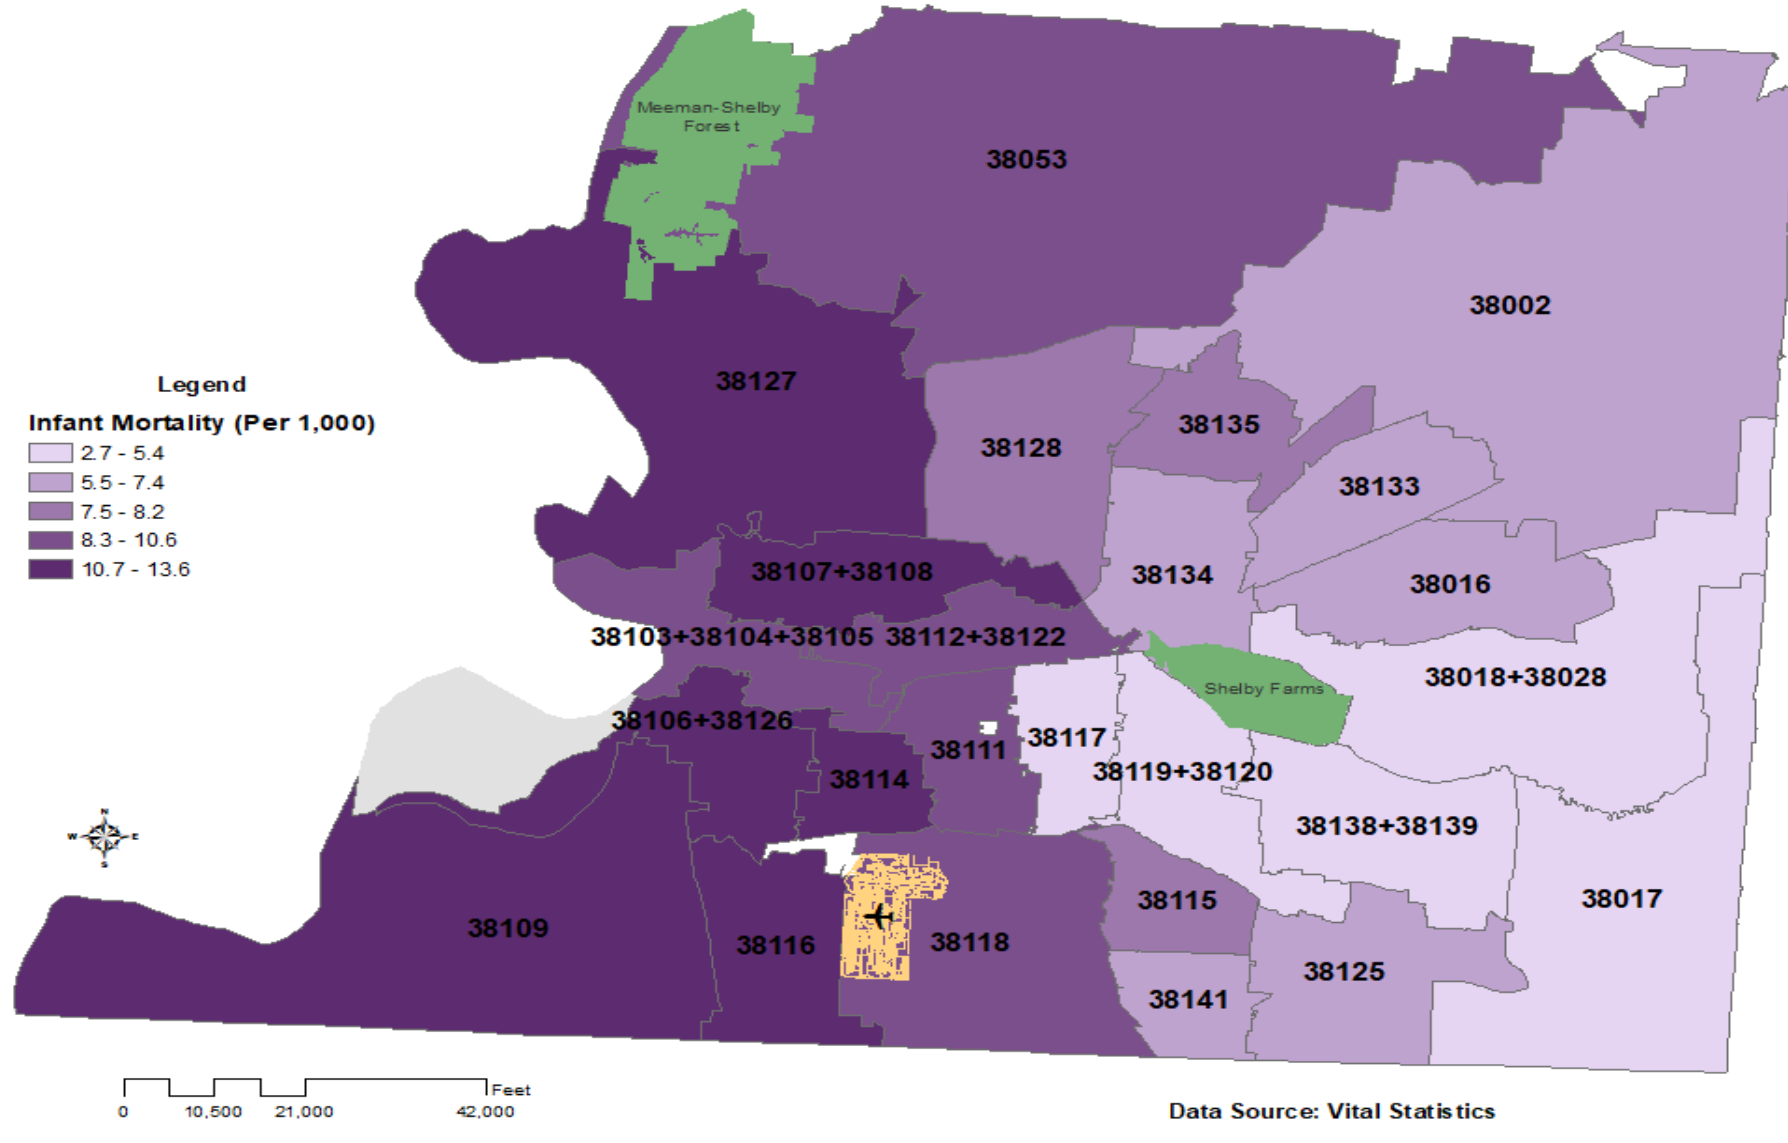 Meeman-Shelby
Forest
38053
38002
Legend
Infant Mortality (Per 1,000)
2.7 - 5.4
5.5 - 7.4
7.5 - 8.2
8.3 - 10.6
10.7 - 13.6
38127
38128
38135
38133
38107+38108
38134
38016
38103+38104+38105
38112+38122
38018+38028
Shelby Farms
38106+38126
38111
38117
38114
38119+38120
38138+38139
N
W
E
S
38109
38116
38118
38115
38017
38125
38141
Feet
0
10,500
21,000
42,000
Data Source: Vital Statistics